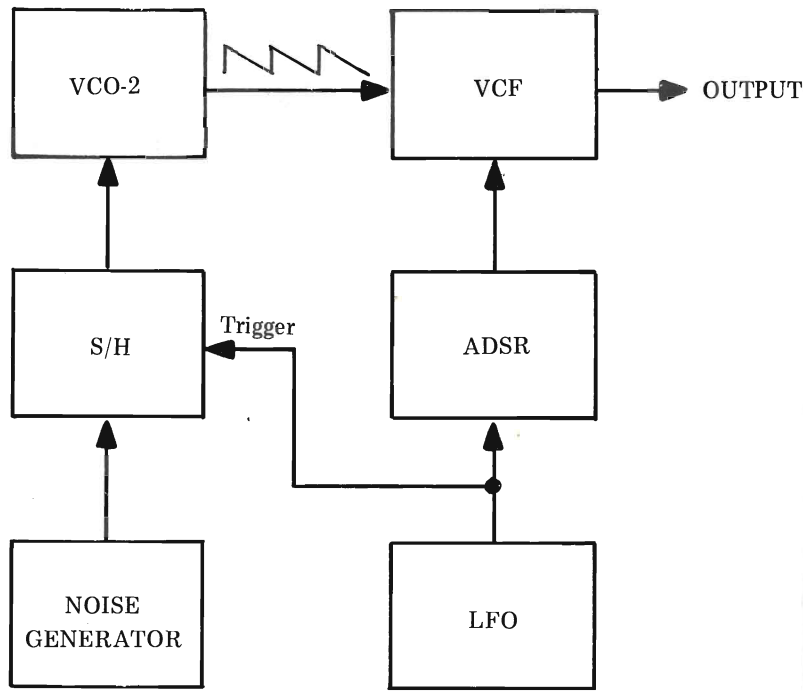 VCO-2
VCF
OUTPUT
S/H
Trigger
ADSR
NOISE
GENERATOR
LFO